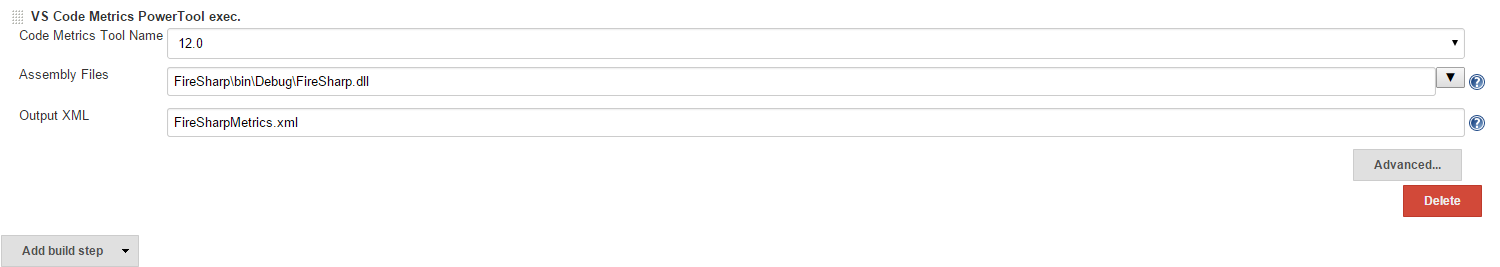 VS Code Metrics PowerTool exec.
Code Metrics Tool Name
12.0
Assembly Files
FireSharp\bin\Debug\FireSharp.dll
Output XML
FireSharpMetrics.xml
Advanced...
Delete
Add build step